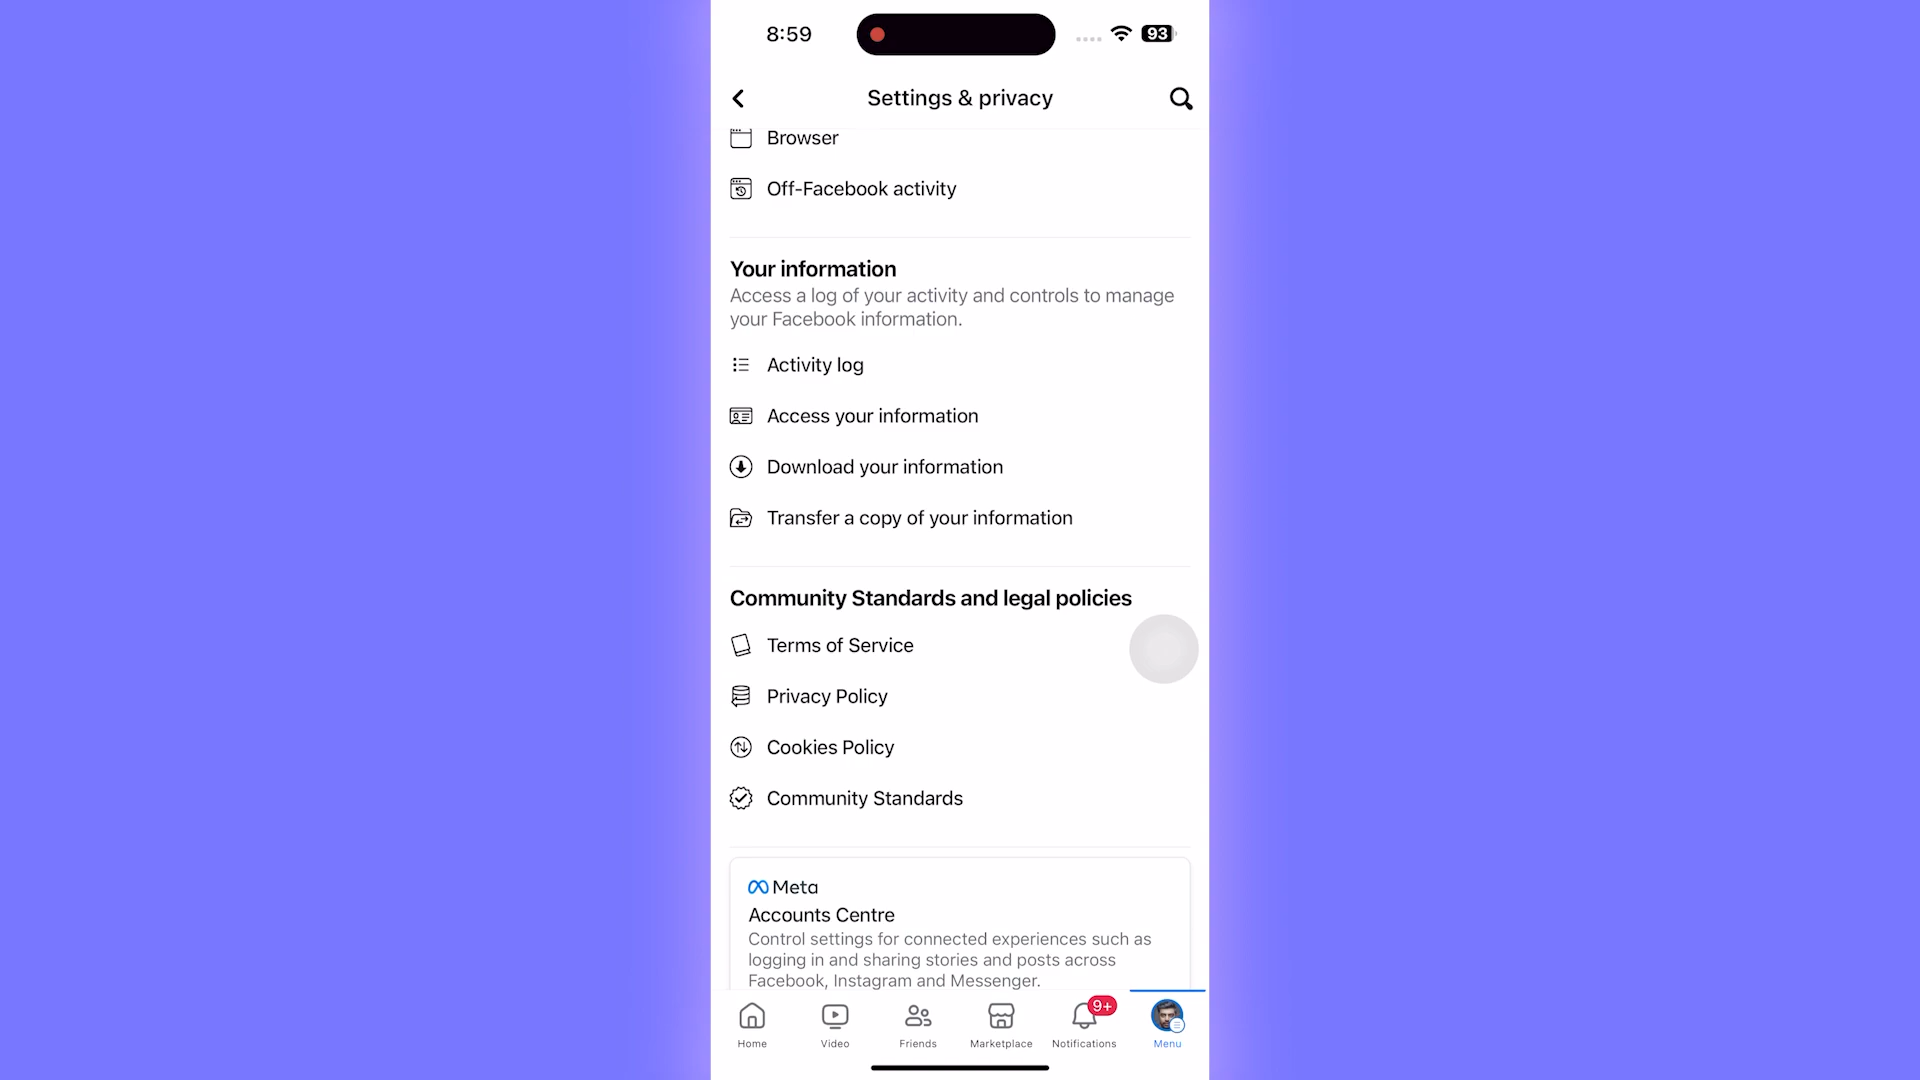 8:59
93
Settings & privacy
Browser
Off-Facebook activity
Your information
Access a log of your activity and controls to manage
your Facebook information.
Activity log
Access your information
Download your information
Transfer a copy of your information
Community Standards and legal policies
Terms of Service
Privacy Policy
Cookies Policy
Community Standards
Meta
Accounts Centre
Control settings for connected experiences such as
logging in and sharing stories and posts across
Facebook, Instagram and Messenger.
9+
Home Video Friends Marketplace Notifications Menu